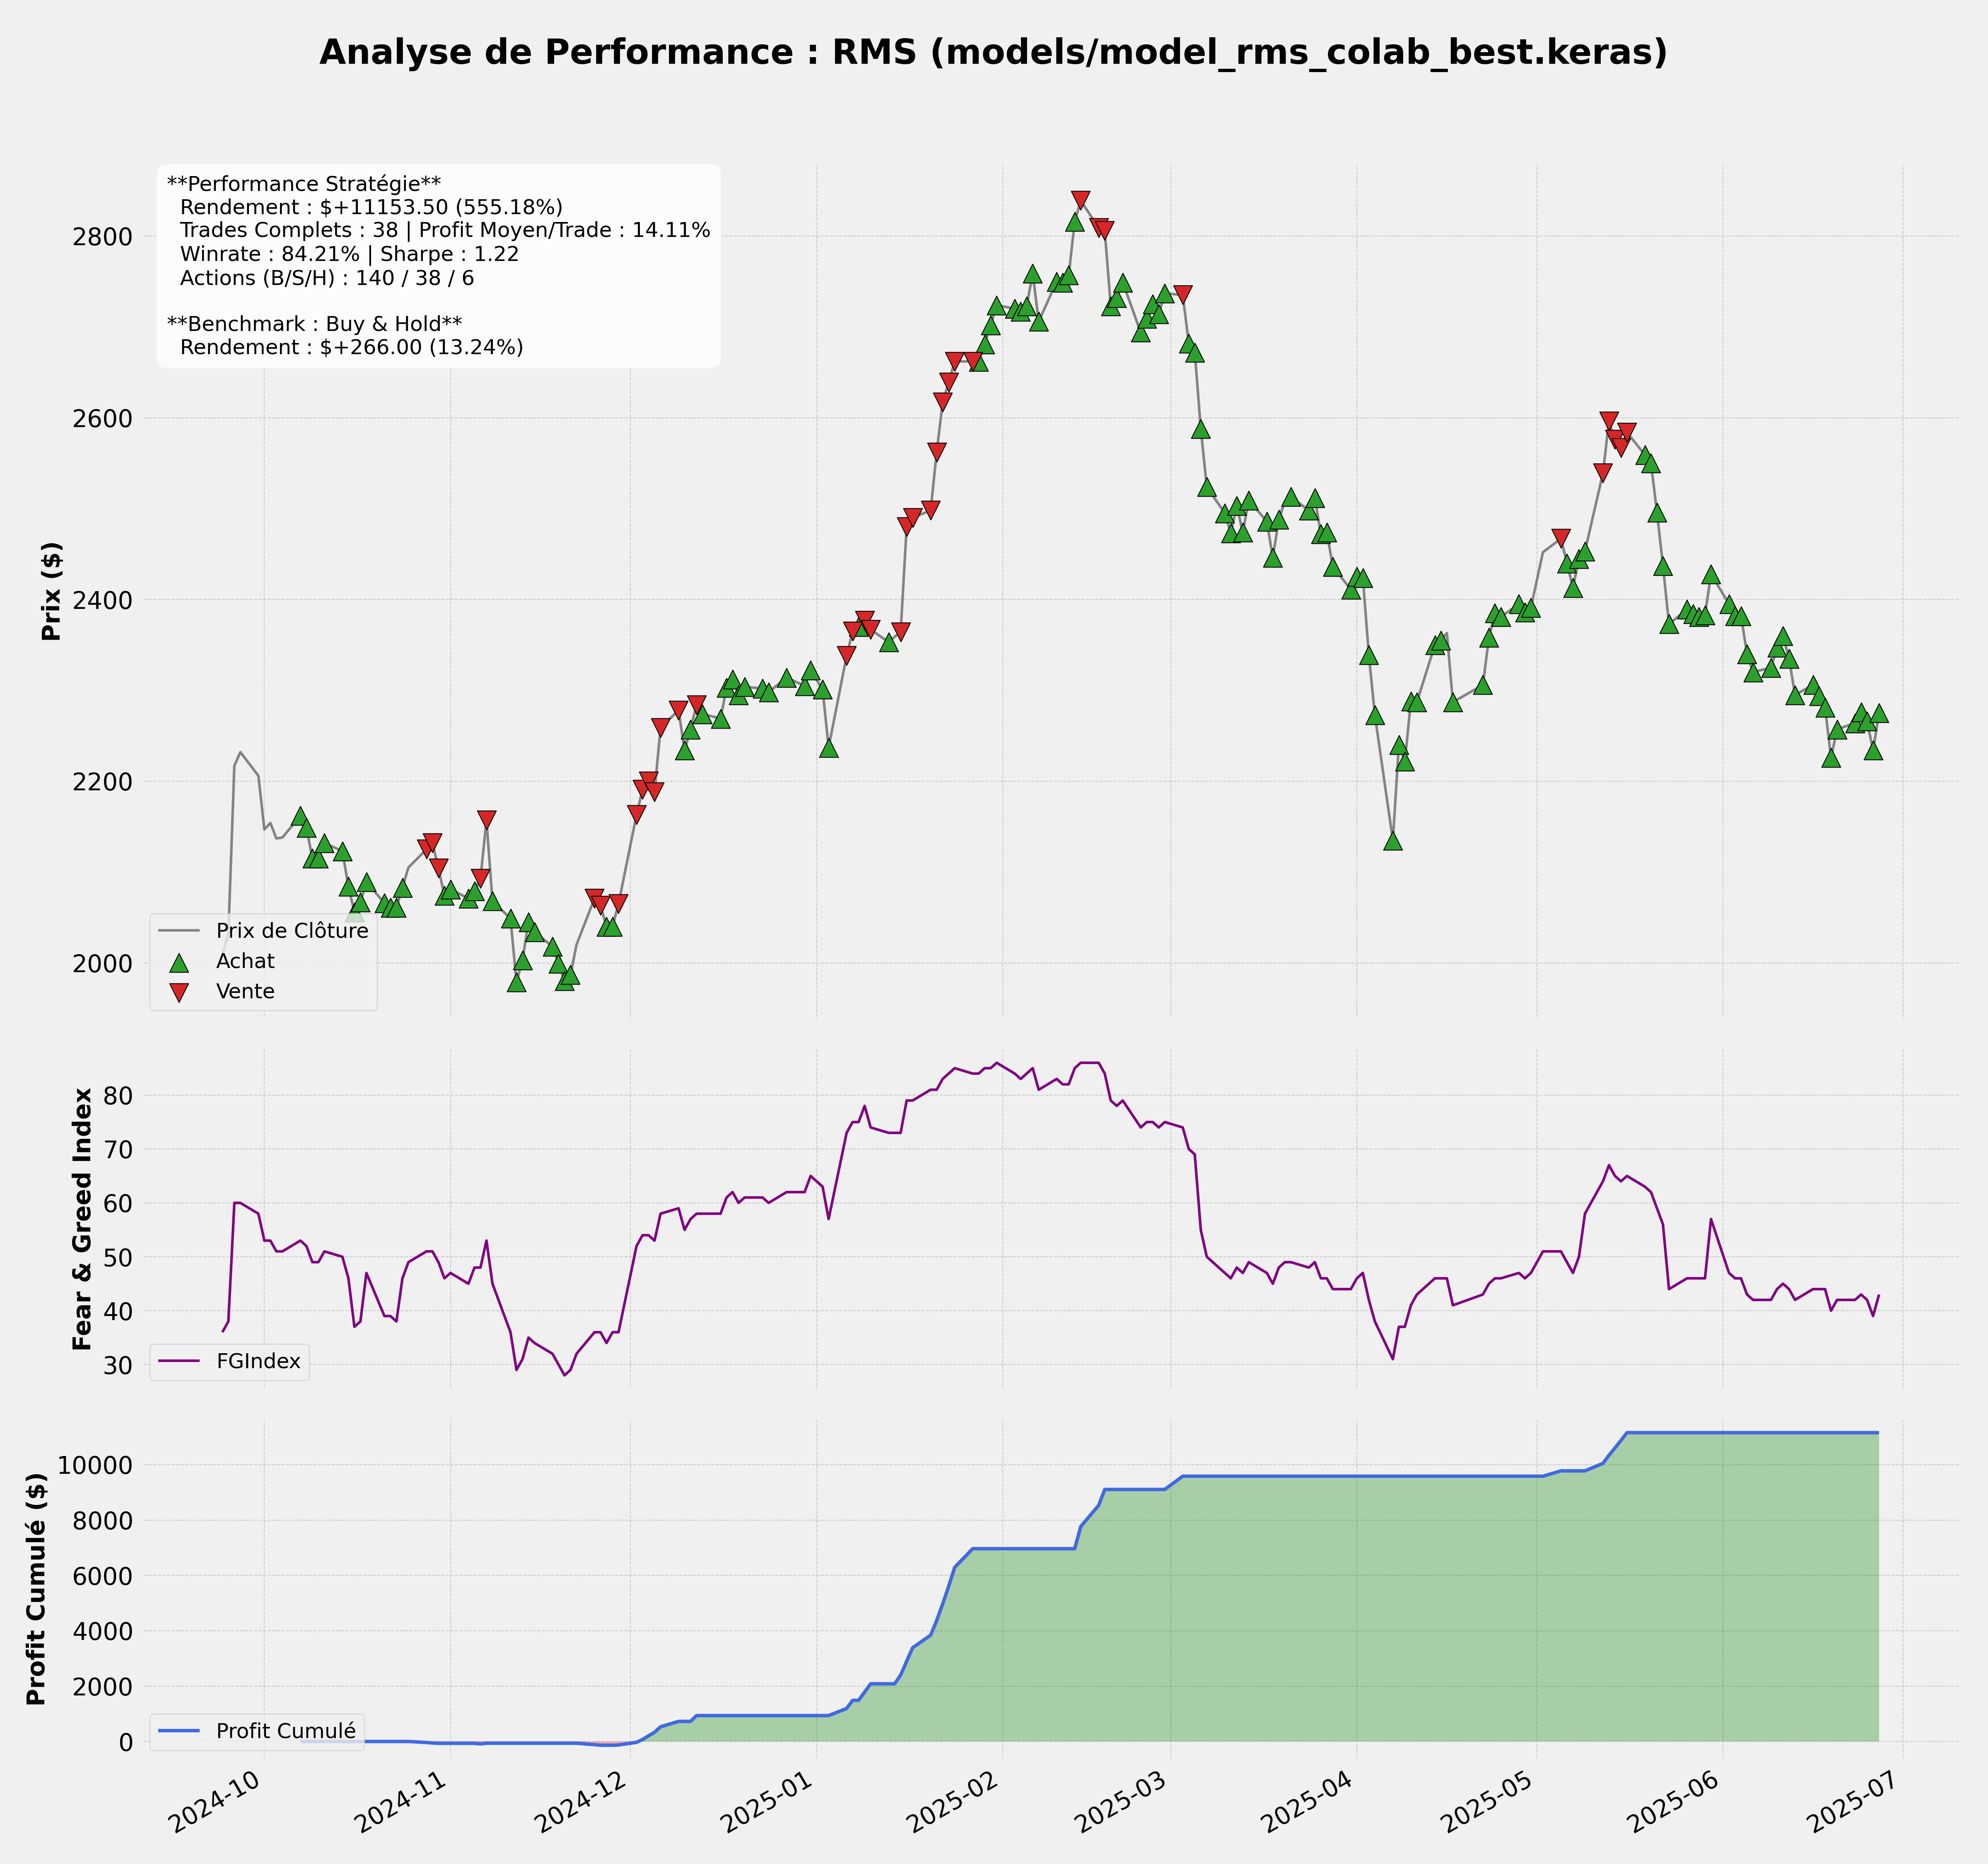 Analyse de Performance : RMS (models/model_rms_colab_best.keras)
**Performance Stratégie**
Rendement : $+11153.50 (555.18%)
Trades Complets : 38 | Profit Moyen/Trade : 14.11%
Winrate : 84.21% | Sharpe : 1.22
Actions (B/S/H) : 140 / 38 / 6
**Benchmark : Buy & Hold**
Rendement : $+266.00 (13.24%)
Prix ($)
2800
2600
2400
2200
2000
Prix de Clôture
Achat
Vente
Fear & Greed Index
80
70
60
50
40
30
FGIndex
Profit Cumulé ($)
10000
8000
6000
4000
2000
0
Profit Cumulé
2024-10
2024-11
2024-12
2025-01
2025-02
2025-03
2025-04
2025-05
2025-06
2025-07